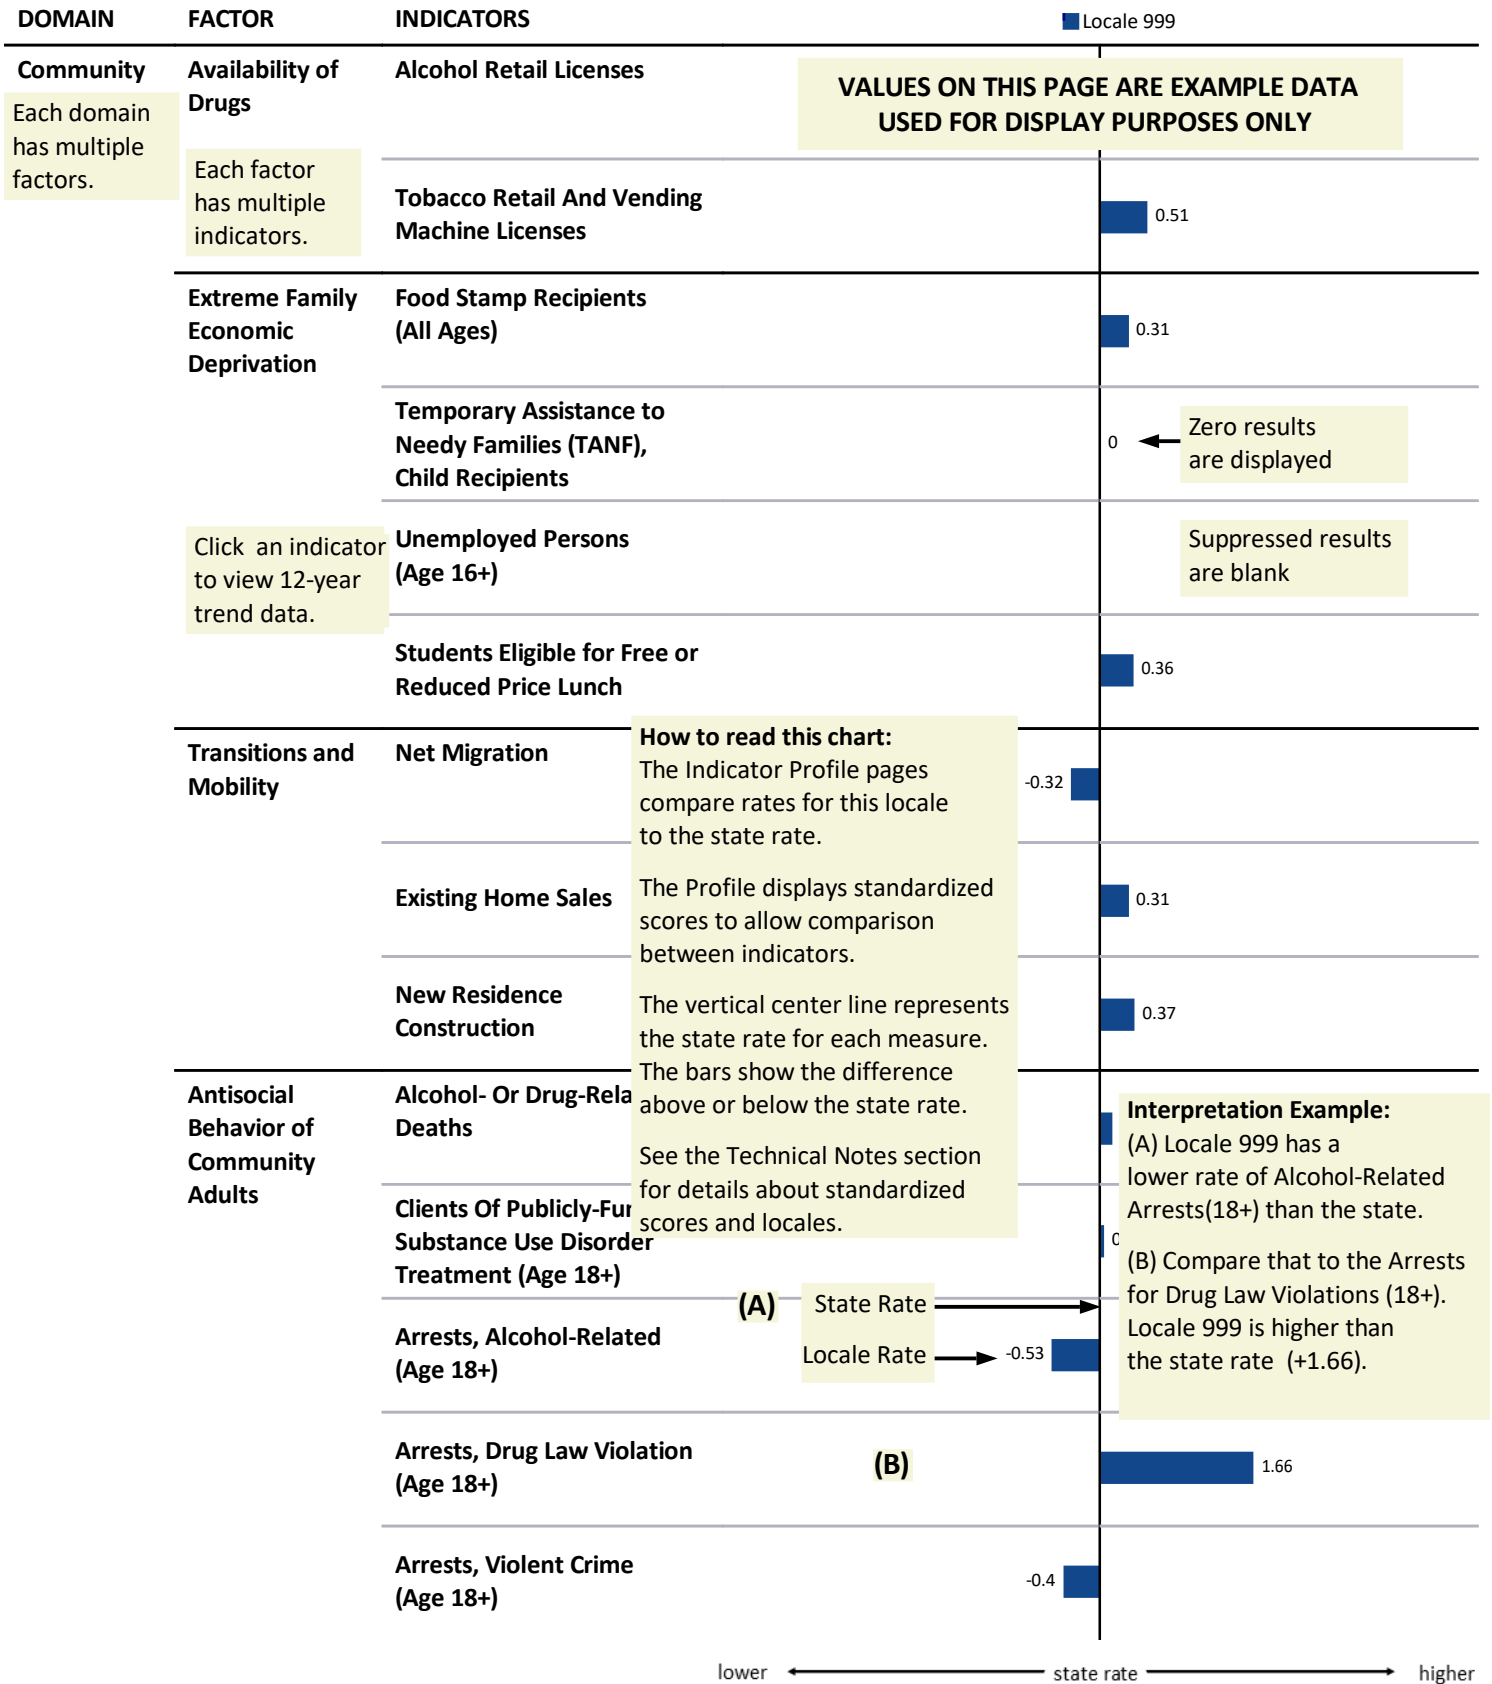 DOMAIN FACTOR INDICATORS Locale 999
Community
Each domain
has multiple
factors.
Availability of
Drugs
Each factor
has multiple
indicators.
Alcohol Retail Licenses
VALUES ON THIS PAGE ARE EXAMPLE DATA
USED FOR DISPLAY PURPOSES ONLY
Tobacco Retail And Vending
Machine Licenses
0.51
Extreme Family
Economic
Deprivation
Food Stamp Recipients
(All Ages)
0.31
Temporary Assistance to
Needy Families (TANF),
Child Recipients
0
Zero results
are displayed
Click an indicator
to view 12-year
trend data.
Unemployed Persons
(Age 16+)
Suppressed results
are blank
Students Eligible for Free or
Reduced Price Lunch
0.36
Transitions and
Mobility
Net Migration
-0.32
How to read this chart:
The Indicator Profile pages
compare rates for this locale
to the state rate.
The Profile displays standardized
scores to allow comparison
between indicators.
The vertical center line represents
the state rate for each measure.
The bars show the difference
above or below the state rate.
See the Technical Notes section
for details about standardized
scores and locales.
Existing Home Sales
0.31
New Residence
Construction
0.37
Antisocial
Behavior of
Community
Adults
Alcohol- Or Drug-Rela
Deaths
Interpretation Example:
(A) Locale 999 has a
lower rate of Alcohol-Related
Arrests(18+) than the state.
(B) Compare that to the Arrests
for Drug Law Violations (18+).
Locale 999 is higher than
the state rate (+1.66).
Clients Of Publicly-Fu
Substance Use Disorder
Treatment (Age 18+)
(A) State Rate
Locale Rate
Arrests, Alcohol-Related
(Age 18+)
-0.53
Arrests, Drug Law Violation
(Age 18+)
(B)
1.66
Arrests, Violent Crime
(Age 18+)
-0.4
lower state rate higher